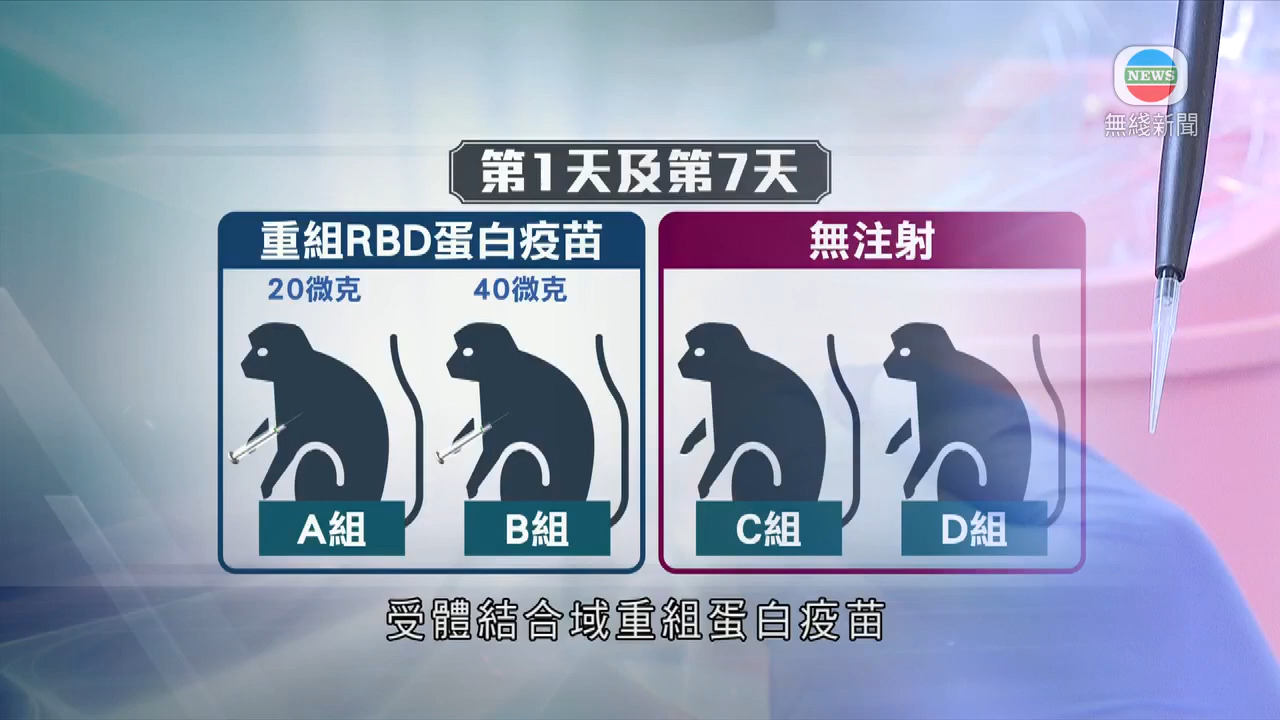 NEWS
無綫新聞
第1天及第7天
重組RBD蛋白疫苗
無注射
20微克
40微克
A組
B組
C組
D組
受體結合域重組蛋白疫苗